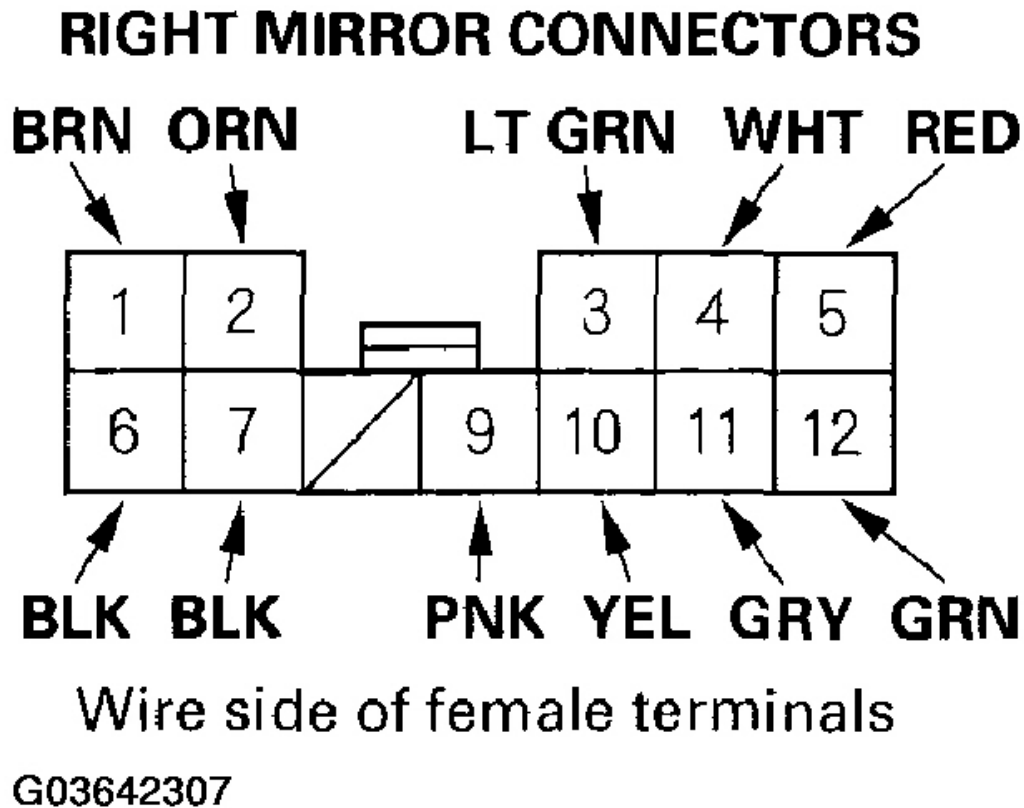 RIGHT MIRROR CONNECTORS
BRN ORN LT GRN WHT RED
1 2 3 4 5
6 7 9 10 11 12
BLK BLK PNK YEL GRY GRN
Wire side of female terminals
G03642307